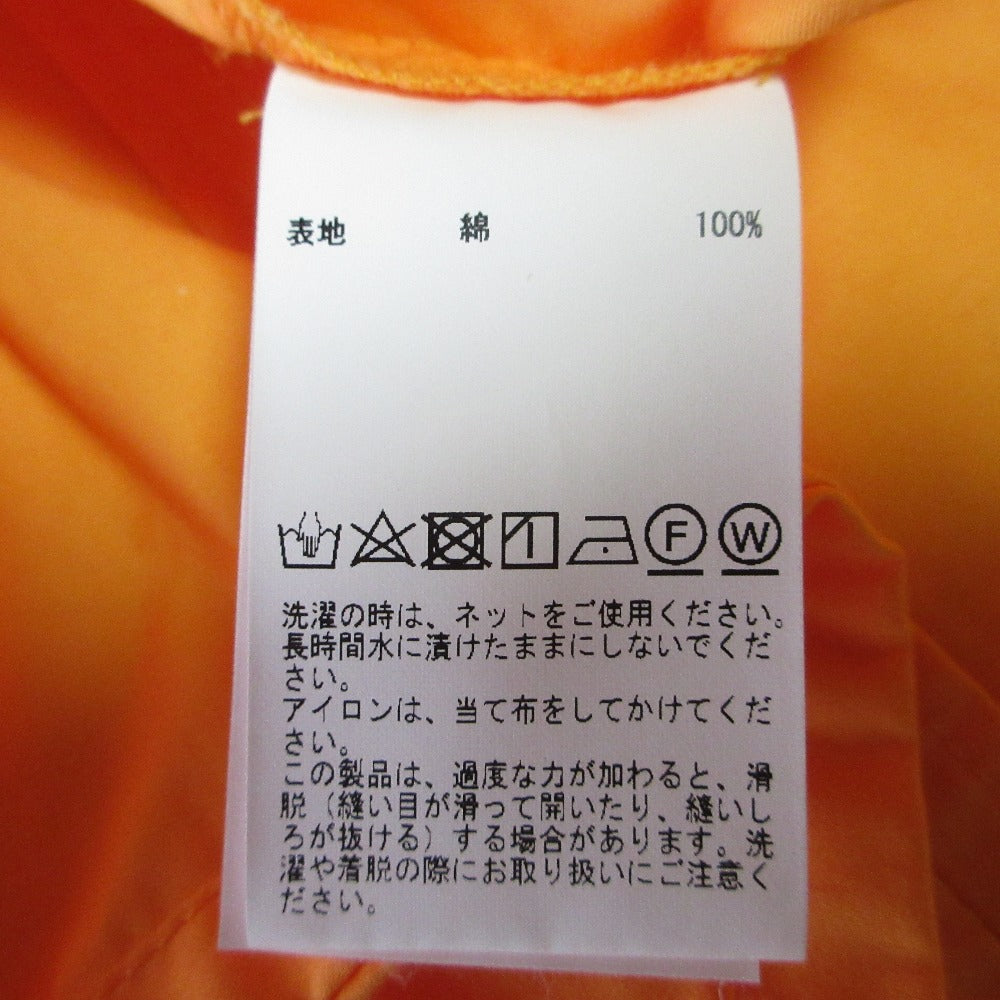 表地 綿 100%
F W
洗濯の時は、ネットをご使用ください。
長時間水に漬けたままにしないでくだ
さい。
アイロンは、当て布をしてかけてくだ
さい。
この製品は、過度な力が加わると、滑
脱（縫い目が滑って開いたり、縫いし
ろが抜ける）する場合があります。洗
濯や着脱の際にお取り扱いにご注意く
ださい。